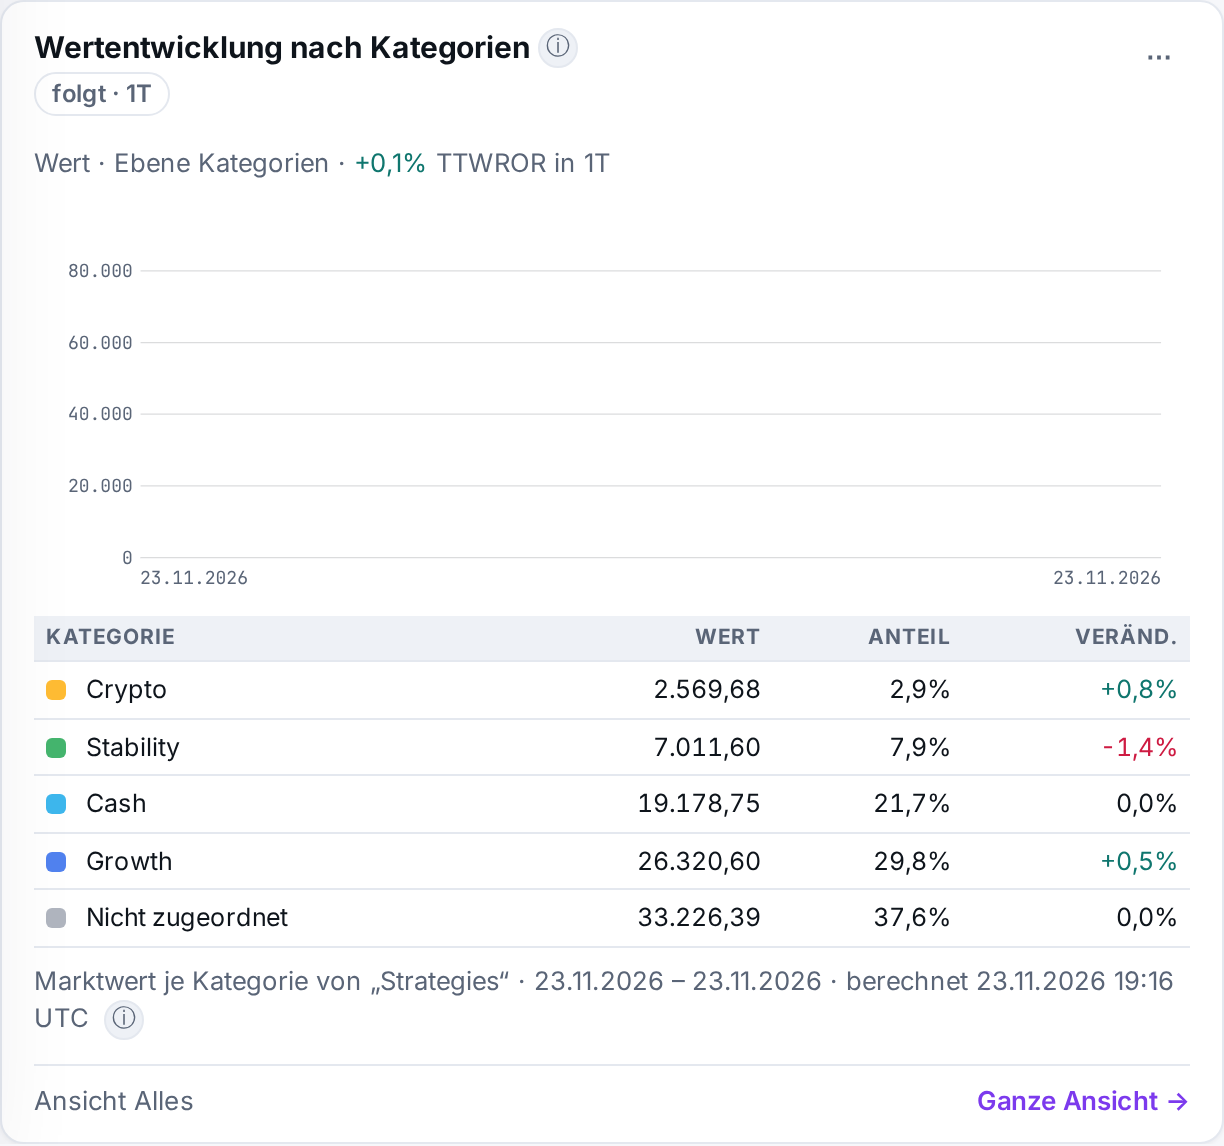 Wertentwicklung nach Kategorien ⓘ
...
folgt · 1T
Wert · Ebene Kategorien · +0,1% TTWROR in 1T
80.000
60.000
40.000
20.000
0
23.11.2026 23.11.2026
KATEGORIE WERT ANTEIL VERÄND.
Crypto 2.569,68 2,9% +0,8%
Stability 7.011,60 7,9% -1,4%
Cash 19.178,75 21,7% 0,0%
Growth 26.320,60 29,8% +0,5%
Nicht zugeordnet 33.226,39 37,6% 0,0%
Marktwert je Kategorie von „Strategies“ · 23.11.2026 – 23.11.2026 · berechnet 23.11.2026 19:16
UTC ⓘ
Ansicht Alles Ganze Ansicht →